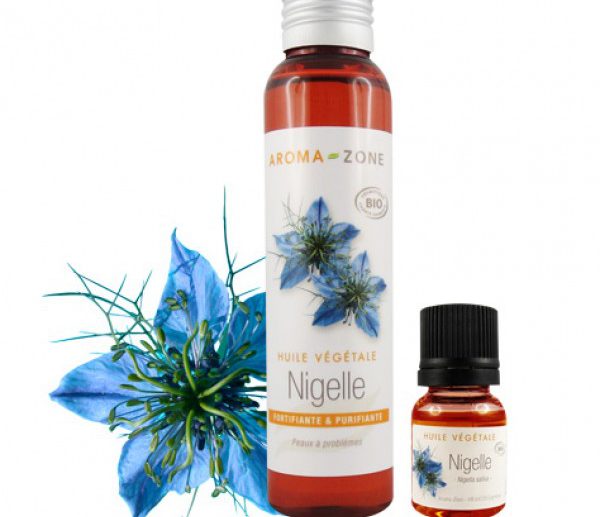 AROMA-ZONE
BIO
HUILE VÉGÉTALE
Nigelle
FORTIFIANTE & PURIFIANTE
Peaux à problèmes
HUILE VÉGÉTALE
BIO
Nigelle
- Nigella sativa -